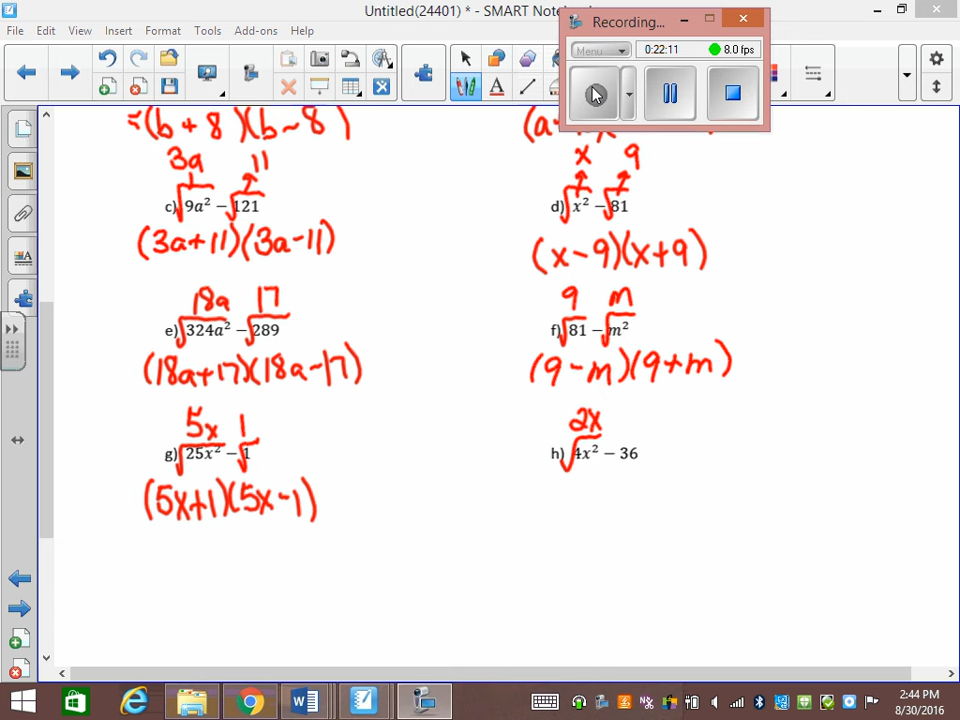 Untitled(24401) * - SMART Notebo
Recording...
File Edit View Insert Format Tools Add-ons Help
Menu 0:22:11 8.0 fps
=(b + 8)(b - 8)
(a
3a 11
c) √9a² - √121
(3a+11)(3a-11)
x 9
d) √x² - √81
(x-9)(x+9)
18a 17
e) √324a² - √289
(18a+17)(18a-17)
9 m
f) √81 - √m²
(9-m)(9+m)
5x 1
g) √25x² - √1
(5x+1)(5x-1)
2x
h) √4x² - 36
2:44 PM
8/30/2016